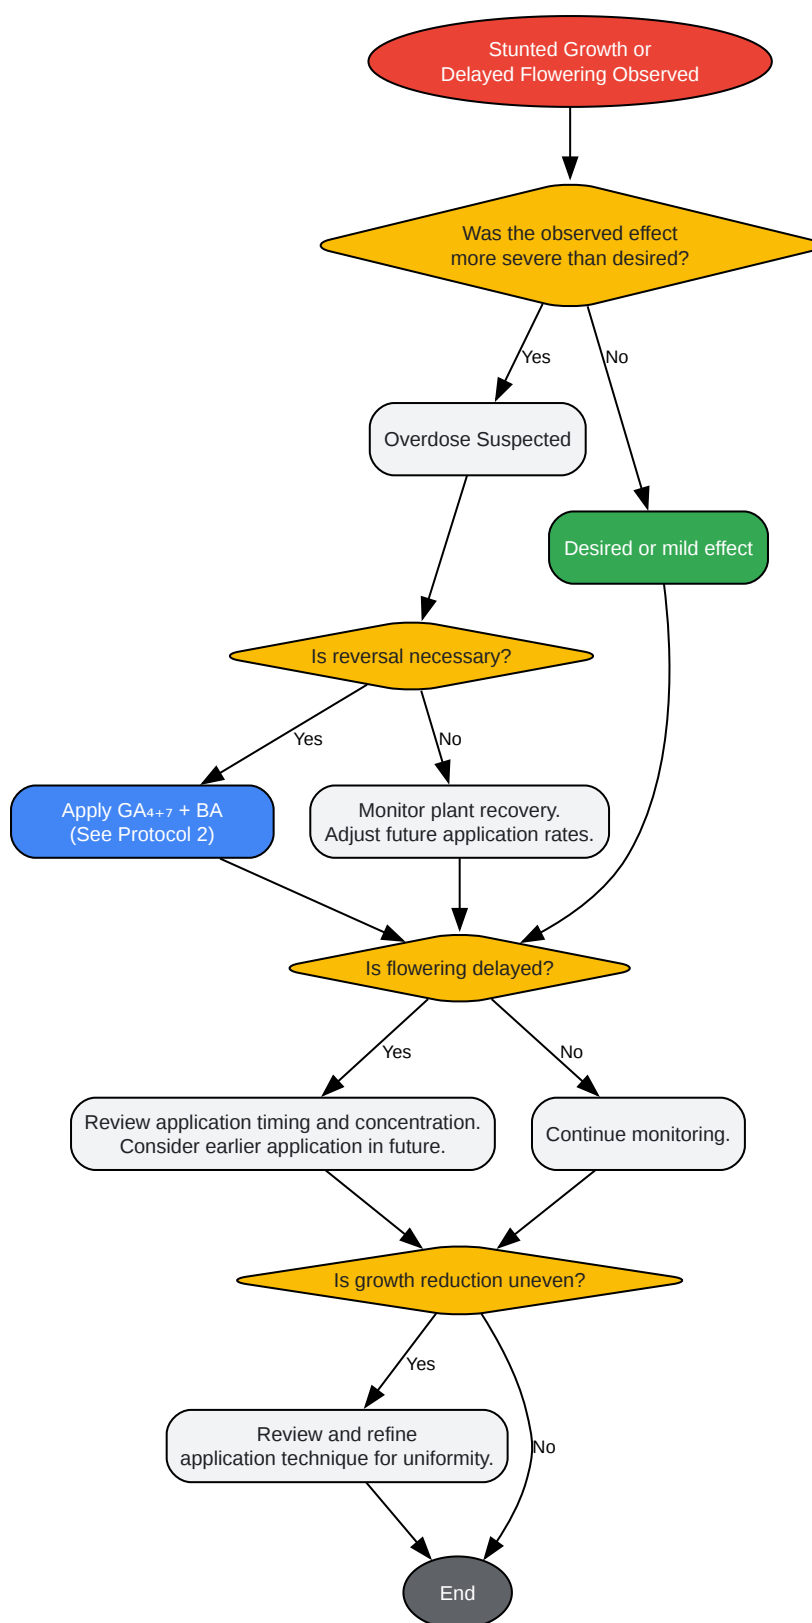 Stunted Growth or
Delayed Flowering Observed
Was the observed effect
more severe than desired?
Yes
No
Overdose Suspected
Desired or mild effect
Is reversal necessary?
Yes
No
Apply GA₄₊₇ + BA
(See Protocol 2)
Monitor plant recovery.
Adjust future application rates.
Is flowering delayed?
Yes
No
Review application timing and concentration.
Consider earlier application in future.
Continue monitoring.
Is growth reduction uneven?
Yes
Review and refine
application technique for uniformity.
No
End